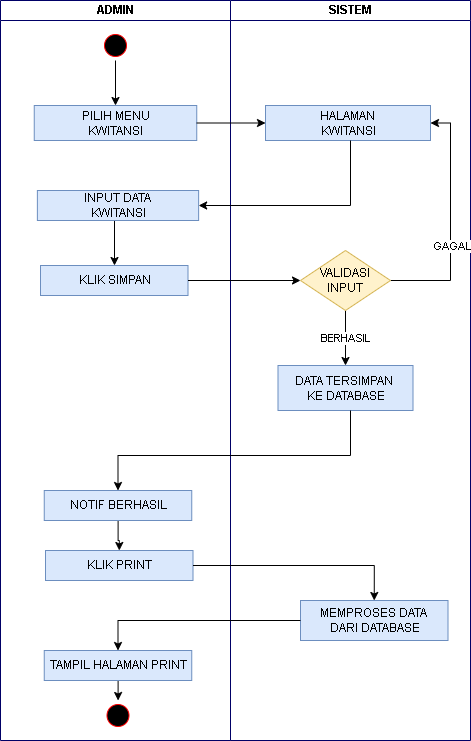 ADMIN
SISTEM
PILIH MENU
KWITANSI
HALAMAN
KWITANSI
INPUT DATA
KWITANSI
GAGAL
KLIK SIMPAN
VALIDASI
INPUT
BERHASIL
DATA TERSIMPAN
KE DATABASE
NOTIF BERHASIL
KLIK PRINT
MEMPROSES DATA
DARI DATABASE
TAMPIL HALAMAN PRINT